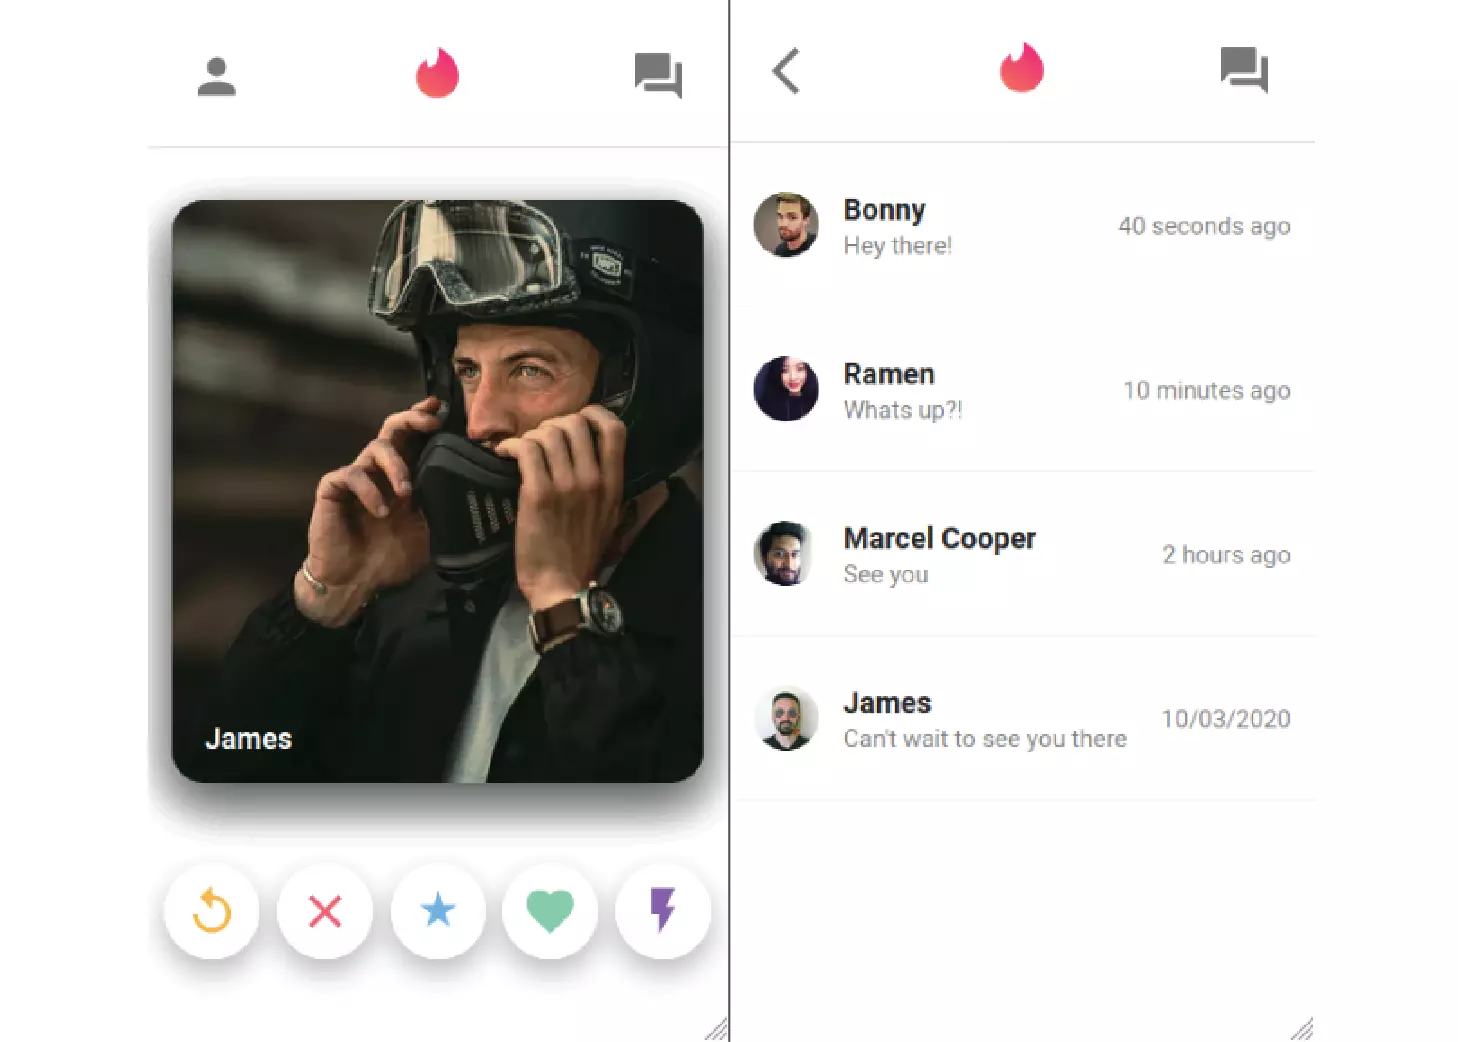 James
Bonny
40 seconds ago
Hey there!
Ramen
10 minutes ago
Whats up?!
Marcel Cooper
2 hours ago
See you
James
10/03/2020
Can't wait to see you there